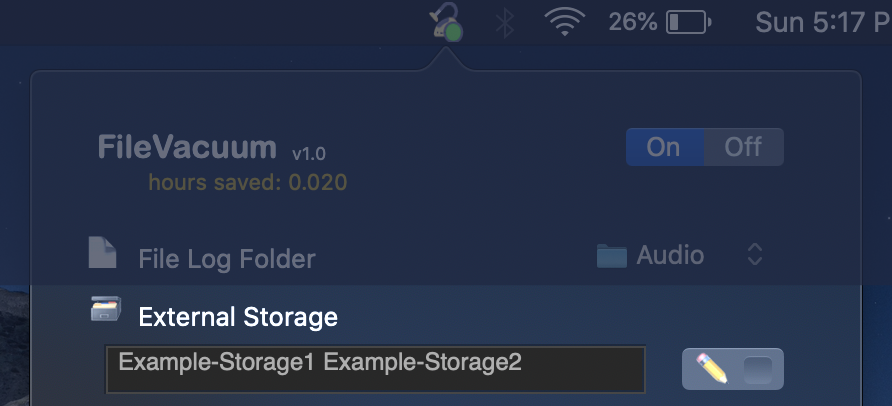 26% Sun 5:17 P
FileVacuum v1.0
On Off
hours saved: 0.020
File Log Folder Audio
External Storage
Example-Storage1 Example-Storage2